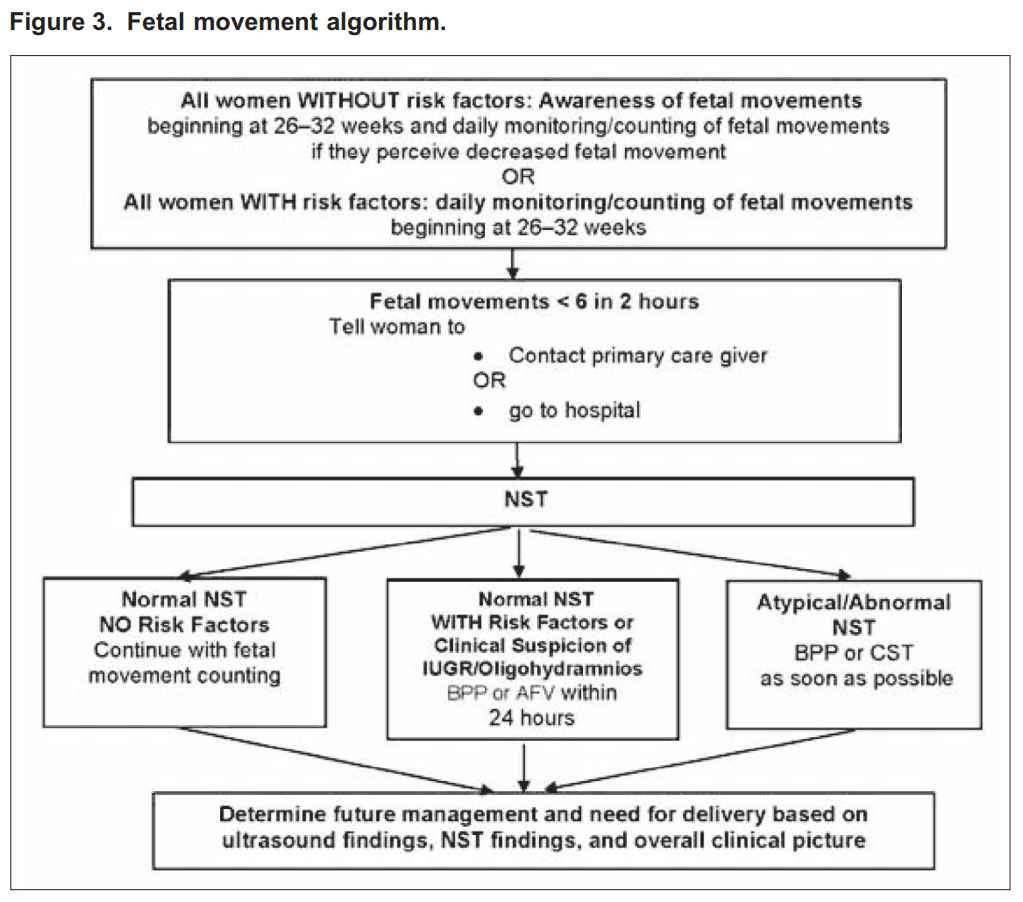 Figure 3. Fetal movement algorithm.
All women WITHOUT risk factors: Awareness of fetal movements
beginning at 26–32 weeks and daily monitoring/counting of fetal movements
if they perceive decreased fetal movement
OR
All women WITH risk factors: daily monitoring/counting of fetal movements
beginning at 26–32 weeks
Fetal movements < 6 in 2 hours
Tell woman to
• Contact primary care giver
OR
• go to hospital
NST
Normal NST
NO Risk Factors
Continue with fetal
movement counting
Normal NST
WITH Risk Factors or
Clinical Suspicion of
IUGR/Oligohydramnios
BPP or AFV within
24 hours
Atypical/Abnormal
NST
BPP or CST
as soon as possible
Determine future management and need for delivery based on
ultrasound findings, NST findings, and overall clinical picture